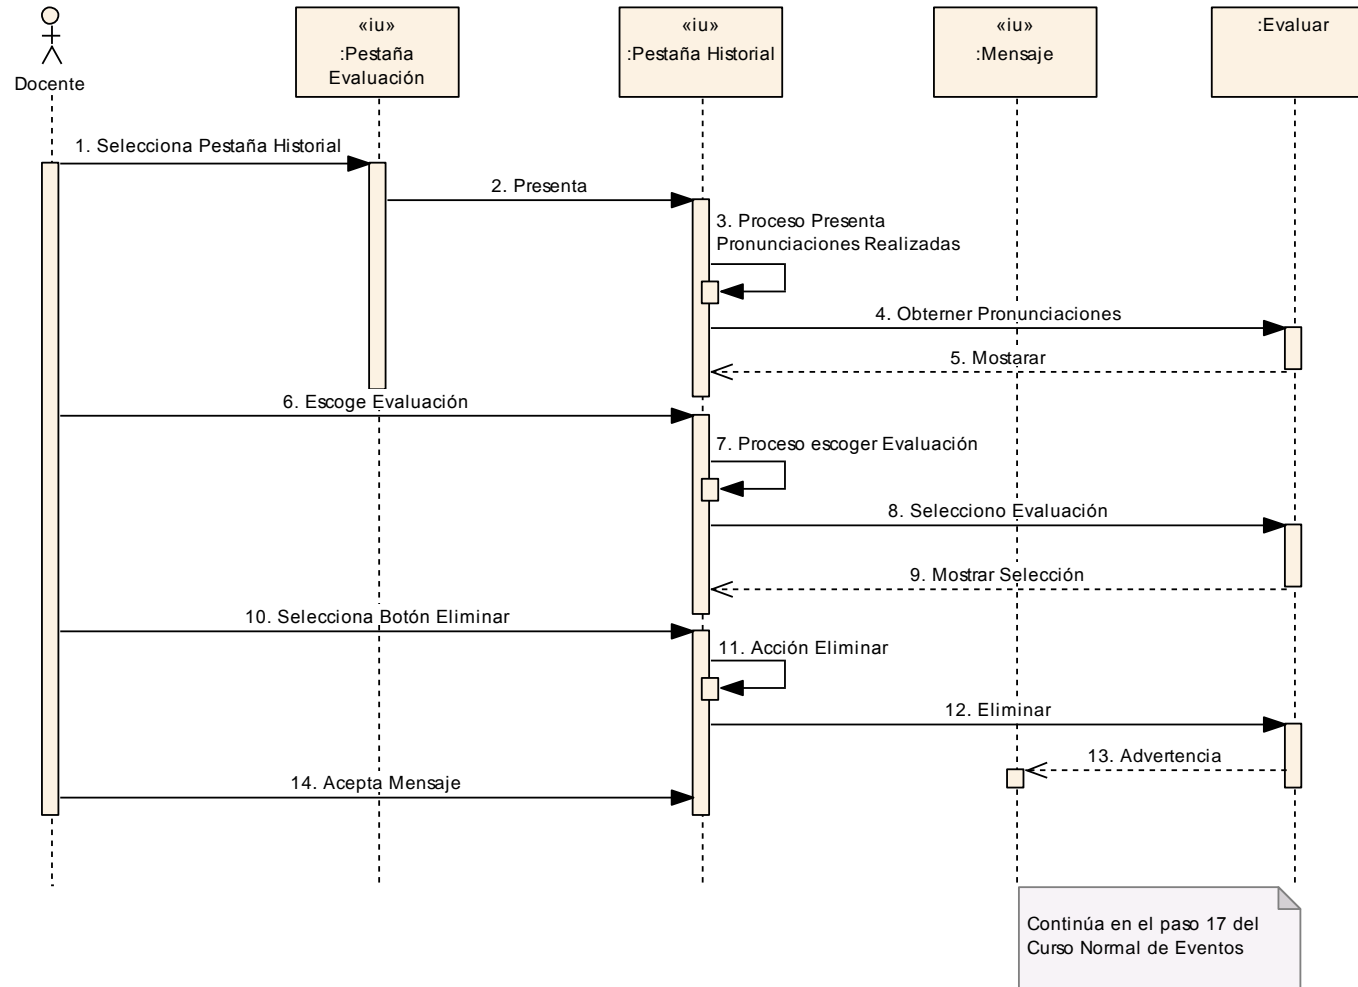 «iu»
:Pestaña
Evaluación
«iu»
:Pestaña Historial
«iu»
:Mensaje
:Evaluar
Docente
1. Selecciona Pestaña Historial
2. Presenta
3. Proceso Presenta
Pronunciaciones Realizadas
4. Obterner Pronunciaciones
5. Mostarar
6. Escoge Evaluación
7. Proceso escoger Evaluación
8. Selecciono Evaluación
9. Mostrar Selección
10. Selecciona Botón Eliminar
11. Acción Eliminar
12. Eliminar
13. Advertencia
14. Acepta Mensaje
Continúa en el paso 17 del
Curso Normal de Eventos